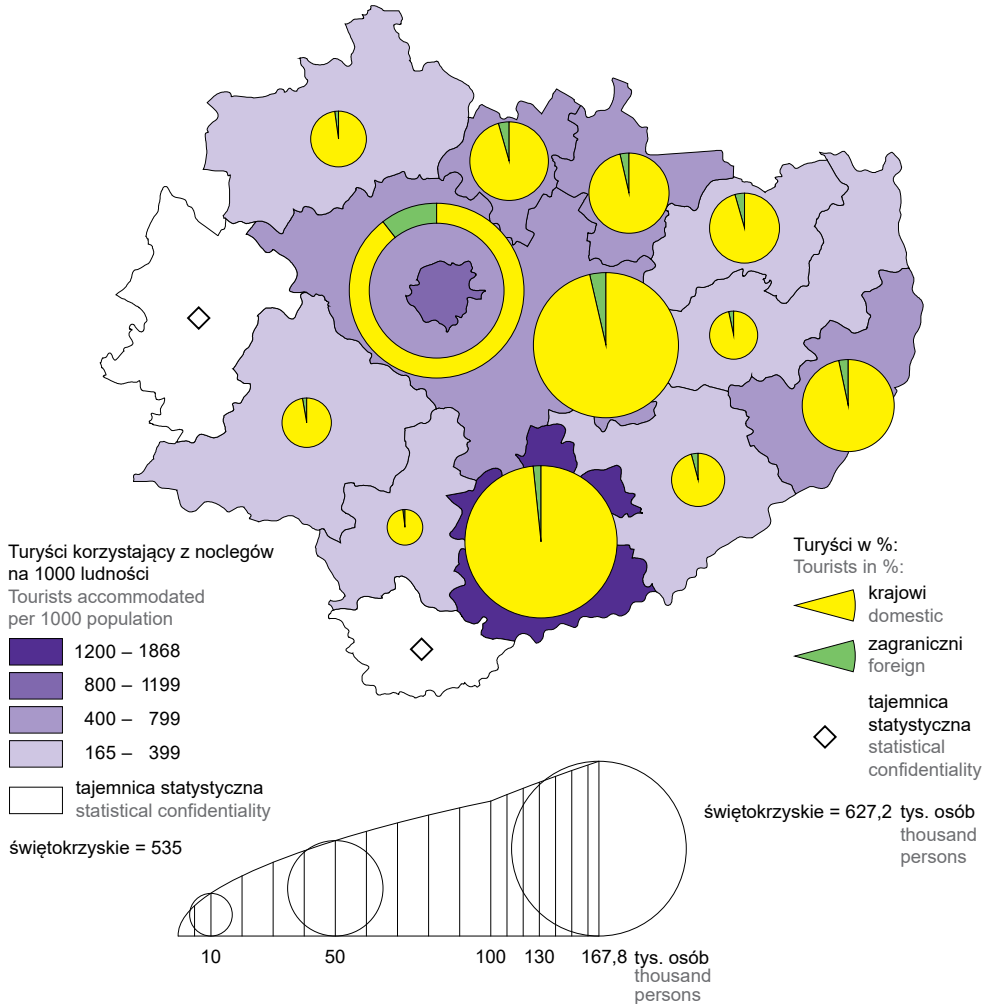 Turyści korzystający z noclegów
na 1000 ludności
Tourists accommodated
per 1000 population
1200 – 1868
800 – 1199
400 – 799
165 – 399
tajemnica statystyczna
statistical confidentiality
świętokrzyskie = 535
Turyści w %:
Tourists in %:
krajowi
domestic
zagraniczni
foreign
tajemnica
statystyczna
statistical
confidentiality
świętokrzyskie = 627,2 tys. osób
thousand
persons
10 50 100 130 167,8 tys. osób
thousand
persons